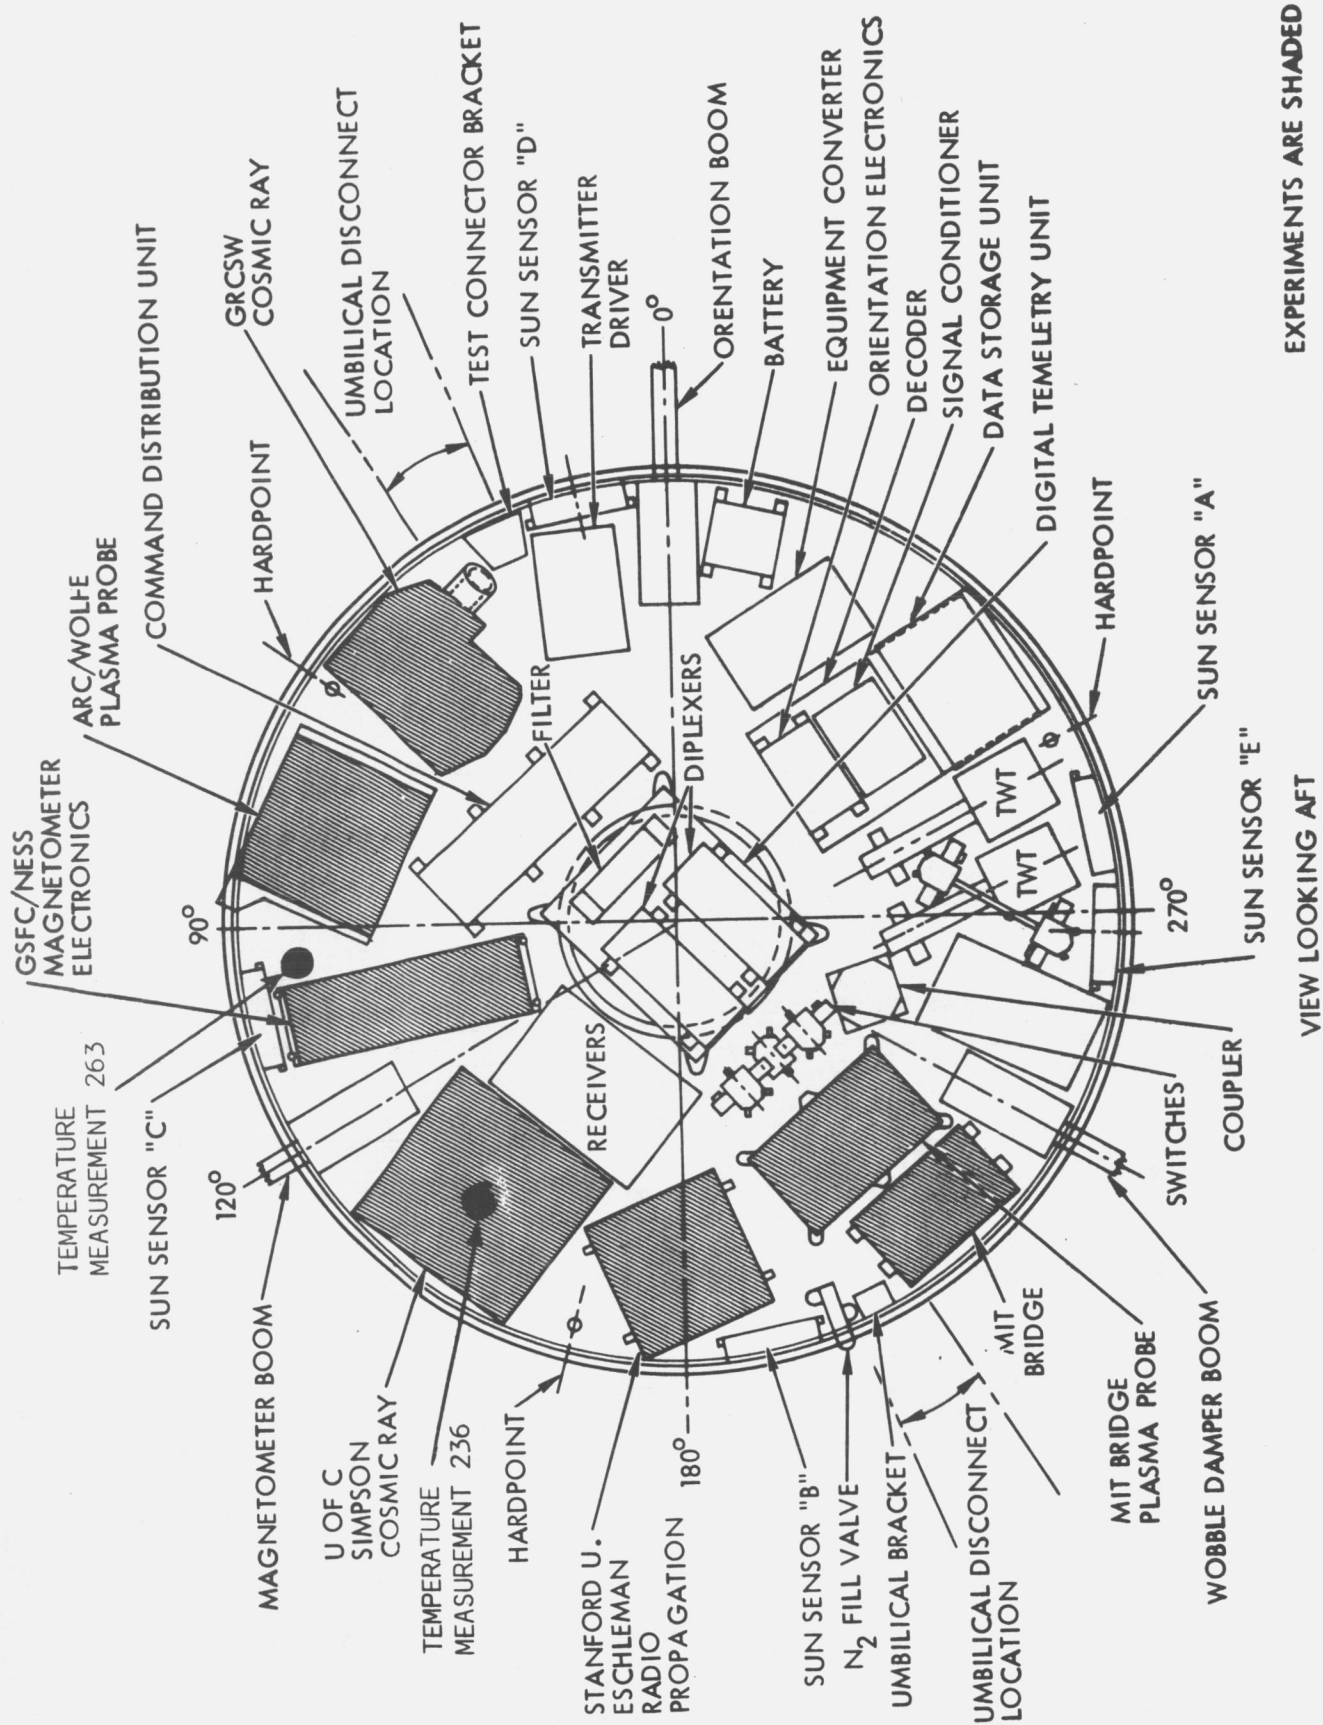 GSFC/NESS
MAGNETOMETER
ELECTRONICS
ARC/WOLFE
PLASMA PROBE
COMMAND DISTRIBUTION UNIT
HARDPOINT
GRCSW
COSMIC RAY
UMBILICAL DISCONNECT
LOCATION
TEST CONNECTOR BRACKET
SUN SENSOR "D"
TRANSMITTER
DRIVER
0°
ORENTATION BOOM
BATTERY
EQUIPMENT CONVERTER
ORIENTATION ELECTRONICS
DECODER
SIGNAL CONDITIONER
DATA STORAGE UNIT
DIGITAL TEMELETRY UNIT
HARDPOINT
SUN SENSOR "A"
SUN SENSOR "E"
270°
90°
TEMPERATURE
MEASUREMENT 263
SUN SENSOR "C"
120°
MAGNETOMETER BOOM
U OF C
SIMPSON
COSMIC RAY
TEMPERATURE
MEASUREMENT 236
HARDPOINT
STANFORD U.
ESCHLEMAN
RADIO
PROPAGATION
180°
SUN SENSOR "B"
N2 FILL VALVE
UMBILICAL BRACKET
UMBILICAL DISCONNECT
LOCATION
MIT
BRIDGE
MIT BRIDGE
PLASMA PROBE
WOBBLE DAMPER BOOM
SWITCHES
COUPLER
FILTER
DIPLEXERS
RECEIVERS
TWT
TWT
VIEW LOOKING AFT
EXPERIMENTS ARE SHADED